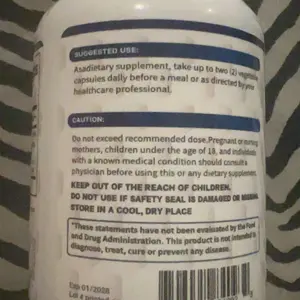 SUGGESTED USE:
Asadietary supplement, take up to two (2) vegetable
capsules daily before a meal or as directed by your
healthcare professional.
CAUTION:
Do not exceed recommended dose.Pregnant or nursing
mothers, children under the age of 18, and individuals
with a known medical condition should consult a
physician before using this or any dietary supplement.
KEEP OUT OF THE REACH OF CHILDREN.
DO NOT USE IF SAFETY SEAL IS DAMAGED OR MISSING.
STORE IN A COOL, DRY PLACE
*These statements have not been evaluated by the Food
and Drug Administration. This product is not intended to
diagnose, treat, cure or prevent any disease.
Exp 01/2026
Lot #